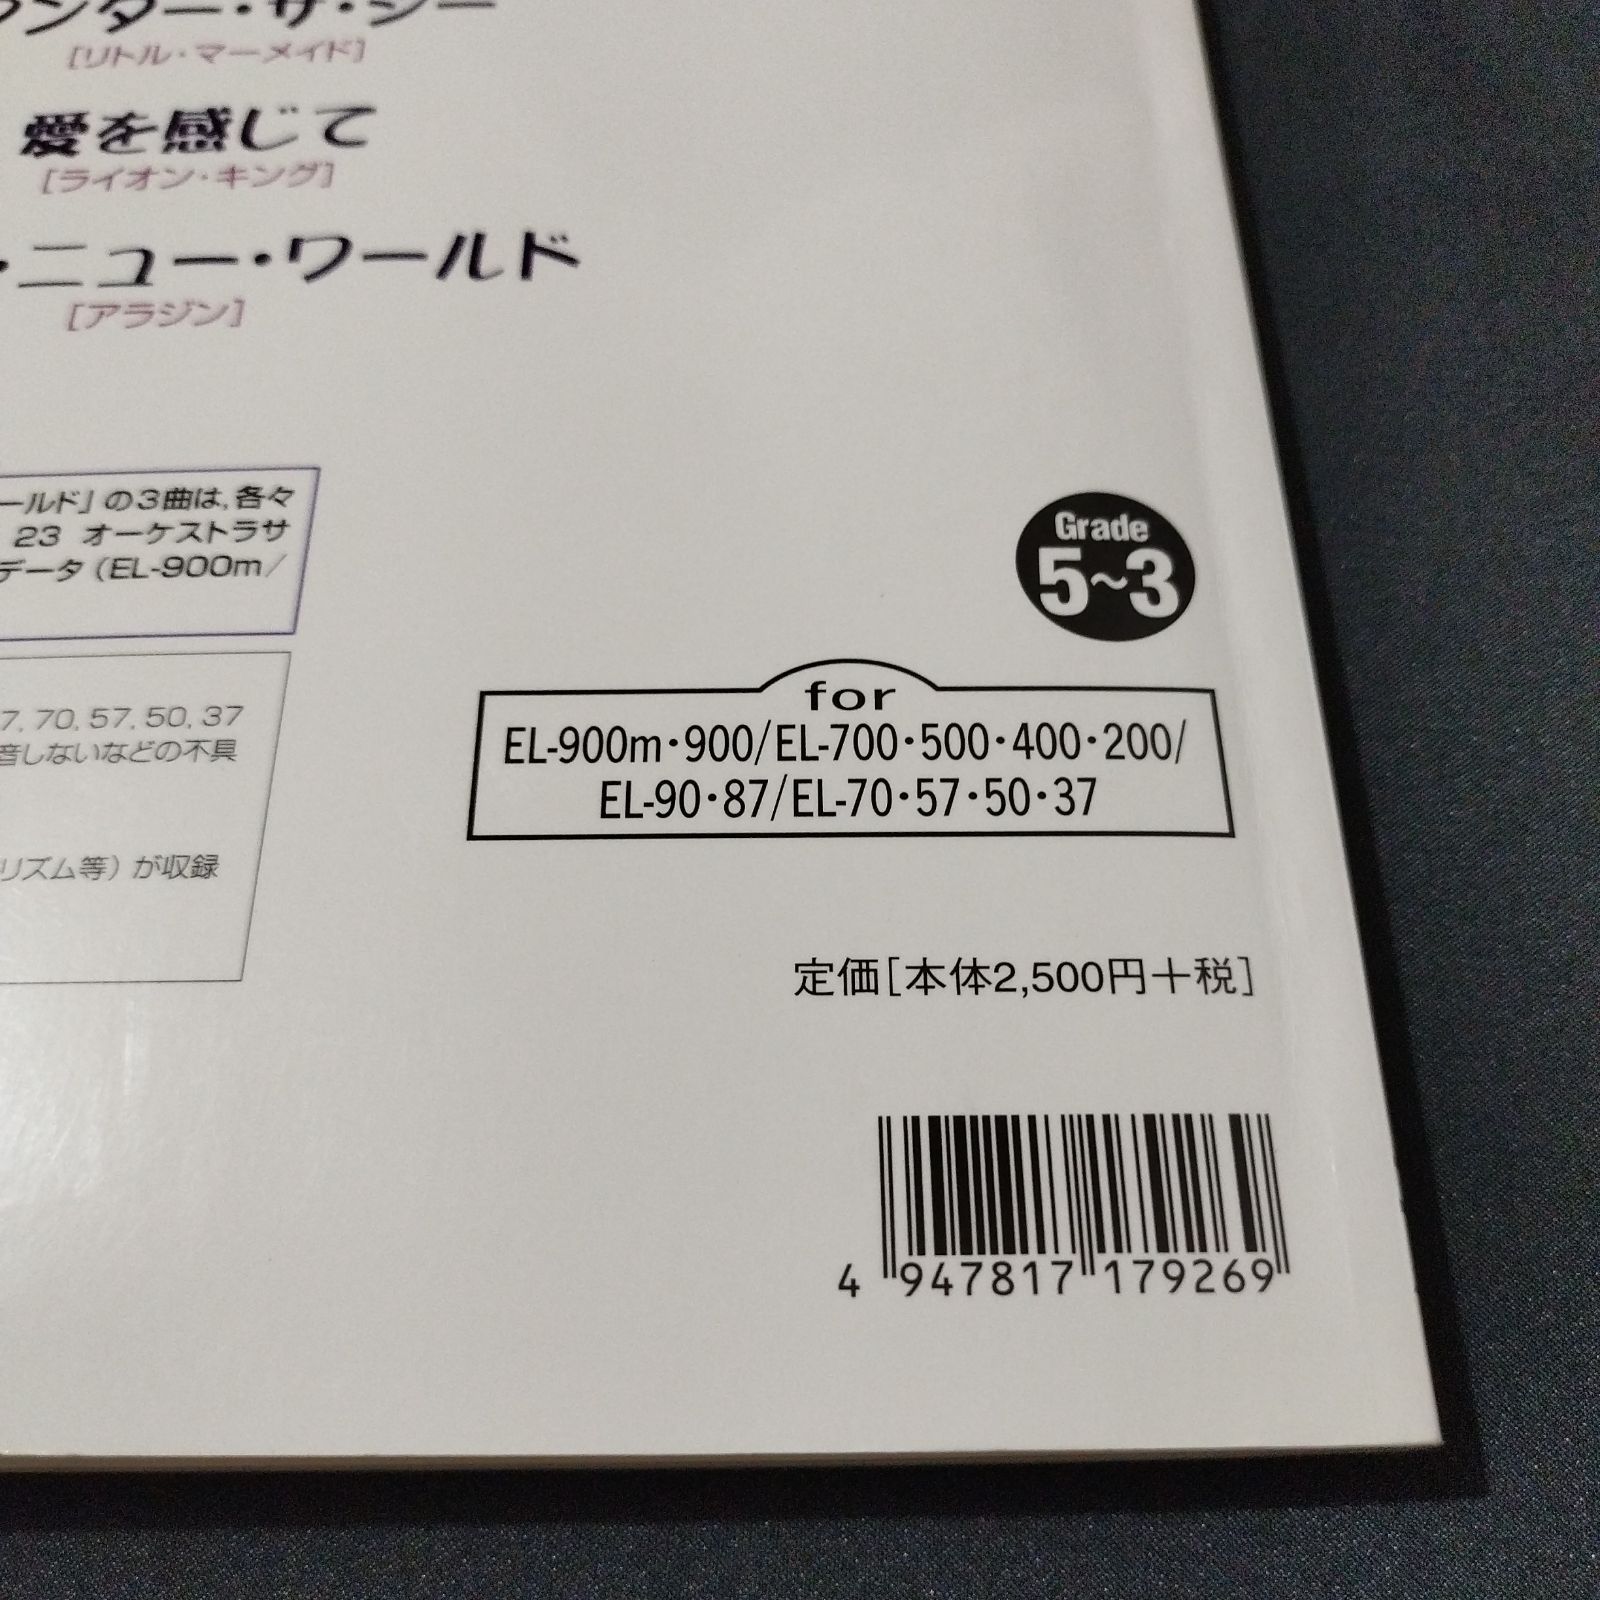 ンダー・ザ・シー
[リトル・マーメイド]
愛を感じて
[ライオン・キング]
・ニュー・ワールド
[アラジン]
ールド」の3曲は,各々
23 オーケストラサ
データ(EL-900m/
7, 70, 57, 50, 37
音しないなどの不具
リズム等)が収録
Grade
5~3
for
EL-900m・900/EL-700・500・400・200/
EL-90・87/EL-70・57・50・37
定価[本体2,500円+税]
4 947817 179269